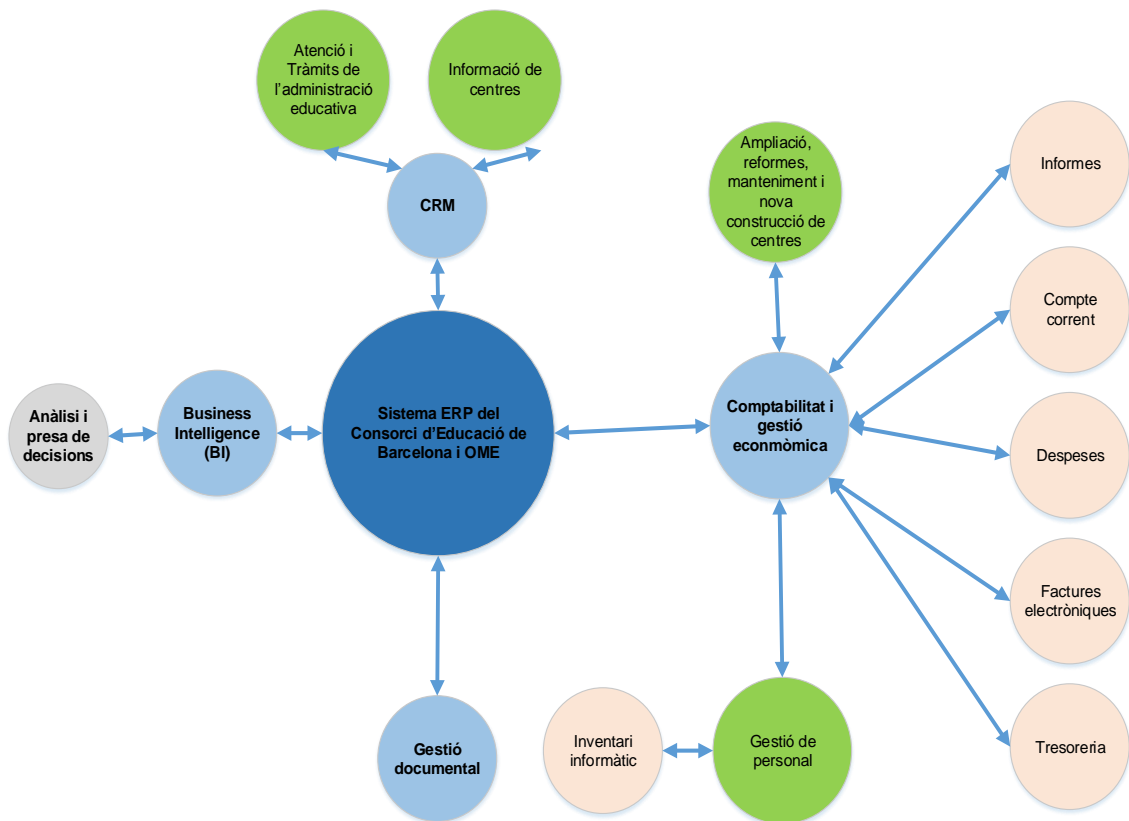 Atenció i
Tràmits de
l’administració
educativa
Informació de
centres
CRM
Ampliació,
reformes,
manteniment i
nova
construcció de
centres
Informes
Compte
corrent
Anàlisi i
presa de
decisions
Business
Intelligence
(BI)
Sistema ERP del
Consorci d’Educació de
Barcelona i OME
Comptabilitat i
gestió
econmòmica
Despeses
Factures
electròniques
Gestió
documental
Inventari
informàtic
Gestió de
personal
Tresoreria